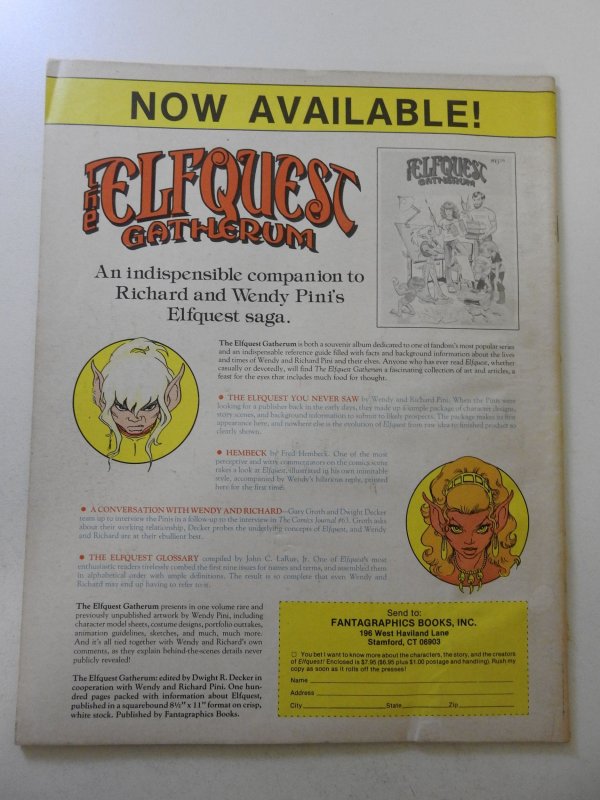 NOW AVAILABLE!
The ELFQUEST
GATHERUM
ELFQUEST
GATHERUM
An indispensible companion to
Richard and Wendy Pini's
Elfquest saga.
The Elfquest Gatherum is both a souvenir album dedicated to one of fandom's most popular series
and an indispensable reference guide filled with facts and background information about the lives
and times of Wendy and Richard Pini and their elves. Anyone who has ever read Elfquest, whether
casually or devotedly, will find The Elfquest Gatherum a fascinating collection of art and articles, a
feast for the eyes that includes much food for thought.
• THE ELFQUEST YOU NEVER SAW by Wendy and Richard Pini. When the Pinis were
looking for a publisher back in the early days, they made up a sample package of character designs,
story scenes, and background information to submit to likely prospects. The package makes its first
appearance here, and nowhere else is the evolution of Elfquest from raw idea to finished product so
clearly shown.
• HEMBECK by Fred Hembeck. One of the most
perceptive and witty commentators on the comics scene
takes a look at Elfquest, illustrated in his own inimitable
style, accompanied by Wendy's hilarious reply, printed
here for the first time.
• A CONVERSATION WITH WENDY AND RICHARD—Gary Groth and Dwight Decker
team up to interview the Pinis in a follow-up to the interview in The Comics Journal #63. Groth asks
about their working relationship, Decker probes the underlying concepts of Elfquest, and Wendy
and Richard are at their ebullient best.
• THE ELFQUEST GLOSSARY compiled by John C. LaRue, Jr. One of Elfquest's most
enthusiastic readers tirelessly combed the first nine issues for names and terms, and assembled them
in alphabetical order with ample definitions. The result is so complete that even Wendy and
Richard may end up having to refer to it.
The Elfquest Gatherum presents in one volume rare and
previously unpublished artwork by Wendy Pini, including
character model sheets, costume designs, portfolio outtakes,
animation guidelines, sketches, and much, much more.
And it's all tied together with Wendy and Richard's own
comments, as they explain behind-the-scenes details never
publicly revealed!
The Elfquest Gatherum: edited by Dwight R. Decker in
cooperation with Wendy and Richard Pini. One hun-
dred pages packed with information about Elfquest,
published in a squarebound 8½" x 11" format on crisp,
white stock. Published by Fantagraphics Books.
Send to:
FANTAGRAPHICS BOOKS, INC.
196 West Haviland Lane
Stamford, CT 06903
□ You bet I want to know more about the characters, the story, and the creators
of Elfquest! Enclosed is $7.95 ($6.95 plus $1.00 postage and handling). Rush my
copy as soon as it rolls off the presses!
Name
Address
City State Zip